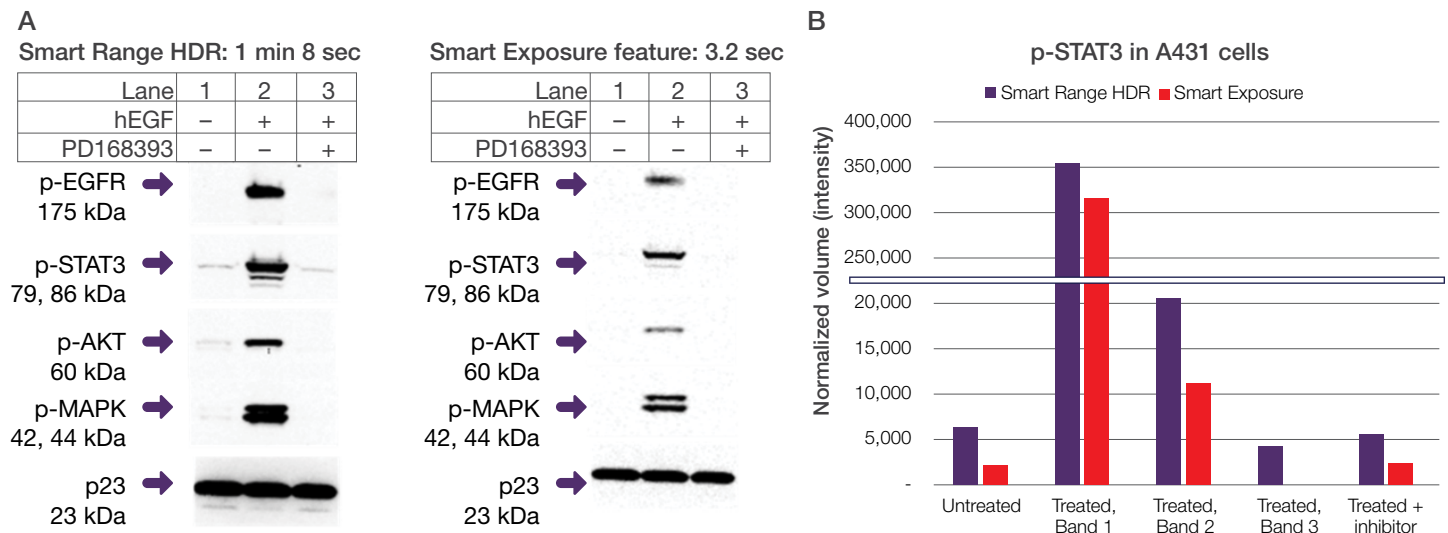 A
Smart Range HDR: 1 min 8 sec
Lane 1 2 3
hEGF – + +
PD168393 – – +
p-EGFR
175 kDa
p-STAT3
79, 86 kDa
p-AKT
60 kDa
p-MAPK
42, 44 kDa
p23
23 kDa
Smart Exposure feature: 3.2 sec
Lane 1 2 3
hEGF – + +
PD168393 – – +
p-EGFR
175 kDa
p-STAT3
79, 86 kDa
p-AKT
60 kDa
p-MAPK
42, 44 kDa
p23
23 kDa
B
p-STAT3 in A431 cells
Smart Range HDR Smart Exposure
Normalized volume (intensity)
400,000
350,000
300,000
250,000
20,000
15,000
10,000
5,000
-
Untreated
Treated,
Band 1
Treated,
Band 2
Treated,
Band 3
Treated +
inhibitor